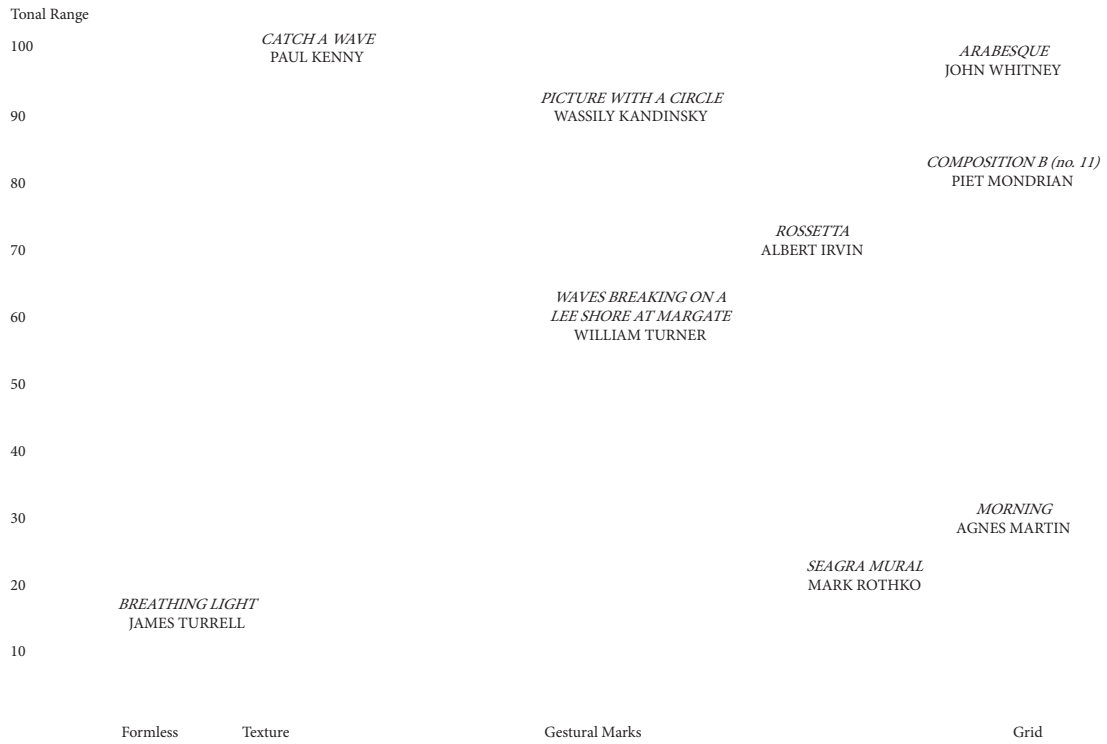 Tonal Range
100
CATCH A WAVE
PAUL KENNY
ARABESQUE
JOHN WHITNEY
90
PICTURE WITH A CIRCLE
WASSILY KANDINSKY
80
COMPOSITION B (no. 11)
PIET MONDRIAN
70
ROSSETTA
ALBERT IRVIN
60
WAVES BREAKING ON A
LEE SHORE AT MARGATE
WILLIAM TURNER
50
40
30
MORNING
AGNES MARTIN
20
SEAGRA MURAL
MARK ROTHKO
BREATHING LIGHT
JAMES TURRELL
10
Formless
Texture
Gestural Marks
Grid